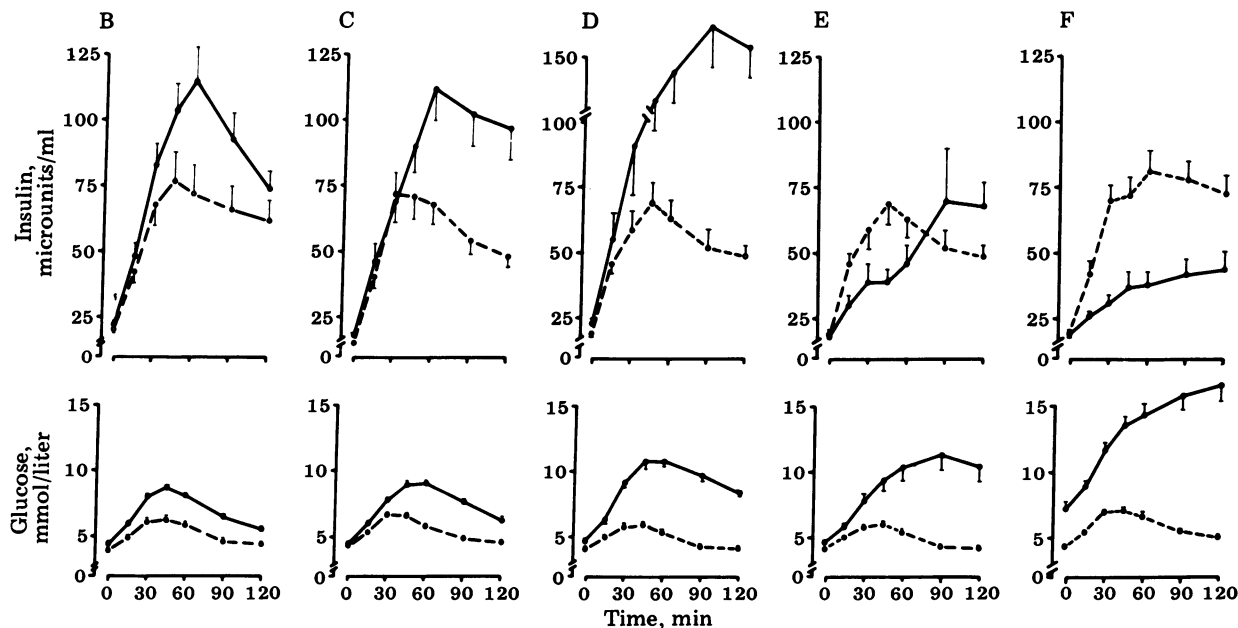 B C D E F
Insulin,
microunits/ml
125 125 150 125 125
100 100 100 100 100
75 75 75 75 75
50 50 50 50 50
25 25 25 25 25
0 0 0 0 0
Glucose,
mmol/liter
15 15 15 15 15
10 10 10 10 10
5 5 5 5 5
0 0 0 0 0
0 30 60 90 120 0 30 60 90 120 0 30 60 90 120 0 30 60 90 120 0 30 60 90 120
Time, min